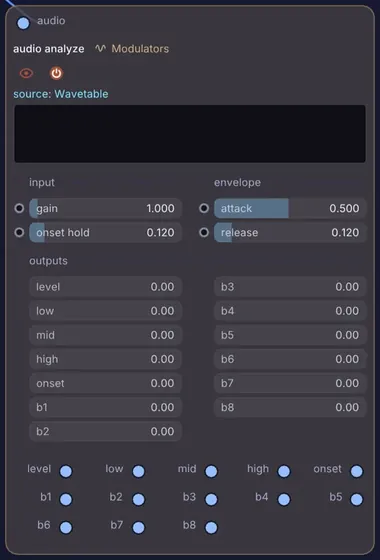 audio
audio analyze Modulators
source: Wavetable
input envelope
gain 1.000 attack 0.500
onset hold 0.120 release 0.120
outputs
level 0.00 b3 0.00
low 0.00 b4 0.00
mid 0.00 b5 0.00
high 0.00 b6 0.00
onset 0.00 b7 0.00
b1 0.00 b8 0.00
b2 0.00
level low mid high onset
b1 b2 b3 b4 b5
b6 b7 b8